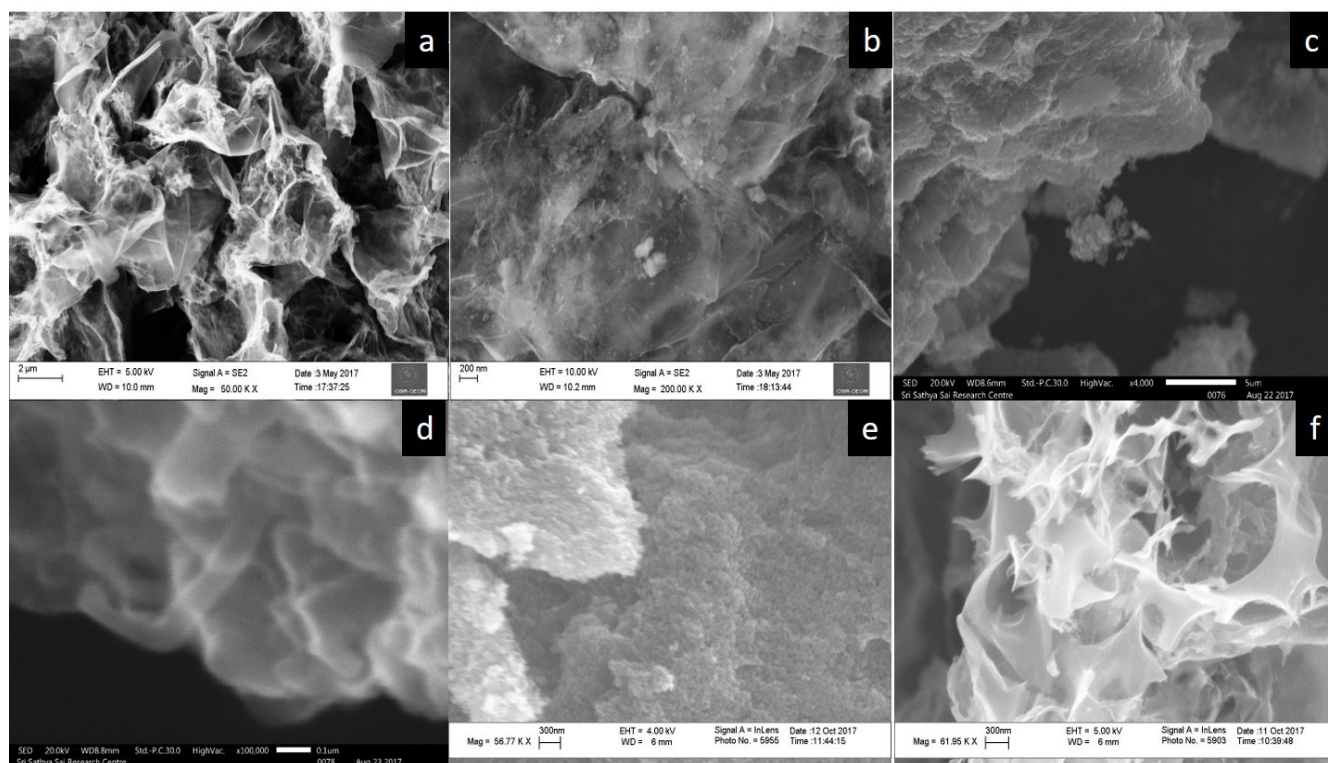 a
2 µm
EHT = 5.00 kV
WD = 10.0 mm
Signal A = SE2
Mag = 50.00 K X
Date :3 May 2017
Time :17:37:25
b
200 nm
EHT = 10.00 kV
WD = 10.2 mm
Signal A = SE2
Mag = 200.00 K X
Date :3 May 2017
Time :18:13:44
c
SED 20.0kV WD8.6mm Std.-P.C.30.0 HighVac. x4,000 5um
Sri Sathya Sai Research Centre 0076 Aug 22 2017
d
SED 20.0kV WD8.8mm Std.-P.C.30.0 HighVac. x100,000 0.1um
Sri Sathya Sai Research Centre 0078 Aug 23 2017
e
Mag = 56.77 K X
300nm
EHT = 4.00 kV
WD = 6 mm
Signal A = InLens
Photo No. = 5955
Date :12 Oct 2017
Time :11:44:15
f
Mag = 61.95 K X
300nm
EHT = 5.00 kV
WD = 6 mm
Signal A = InLens
Photo No. = 5903
Date :11 Oct 2017
Time :10:39:48